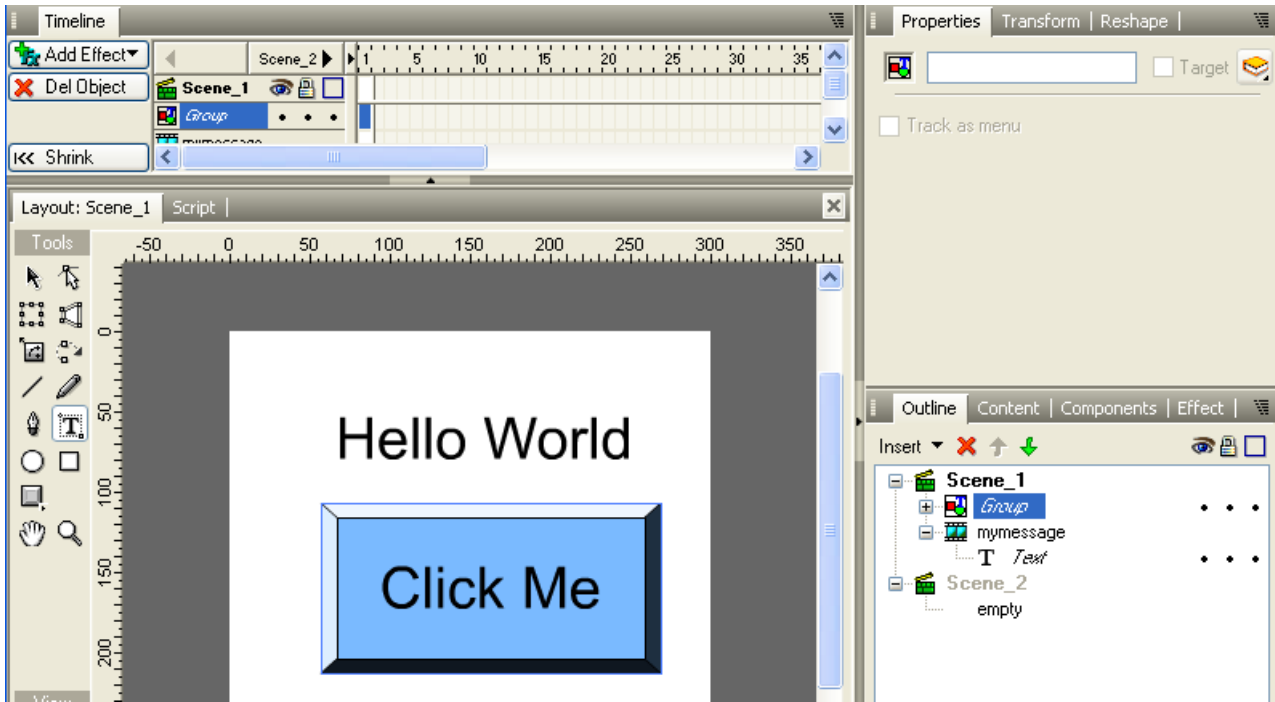 Timeline
Add Effect
Scene_2
1 5 10 15 20 25 30 35
Del Object
Scene_1
Group
mymessage
Shrink
Properties Transform | Reshape |
Target
Track as menu
Layout: Scene_1 Script |
Tools
-50 0 50 100 150 200 250 300 350
0
50
100
150
200
Hello World
Click Me
View
Outline Content | Components | Effect |
Insert
Scene_1
Group
mymessage
T Text
Scene_2
empty